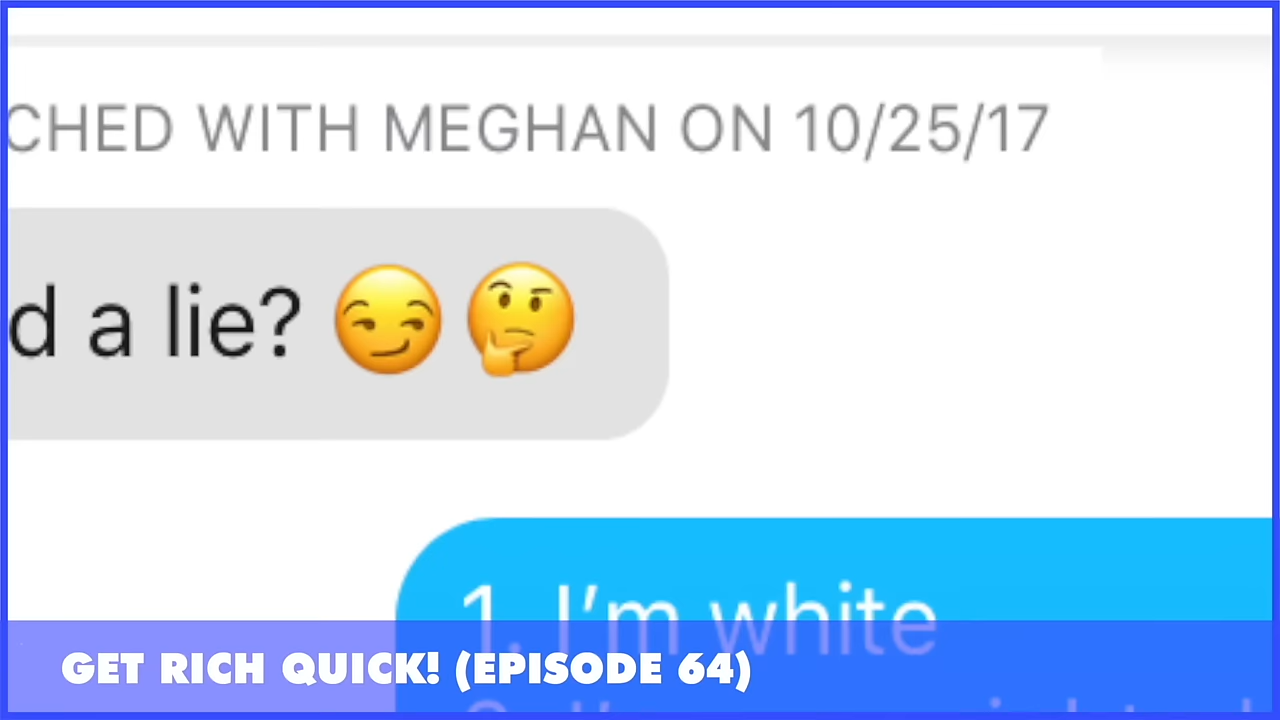 CHED WITH MEGHAN ON 10/25/17
d a lie? 😏 🤔
1. I'm white
GET RICH QUICK! (EPISODE 64)